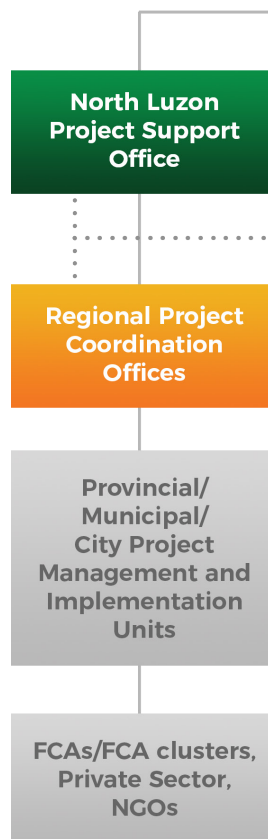 North Luzon
Project Support
Office
Regional Project
Coordination
Offices
Provincial/
Municipal/
City Project
Management and
Implementation
Units
FCAs/FCA clusters,
Private Sector,
NGOs